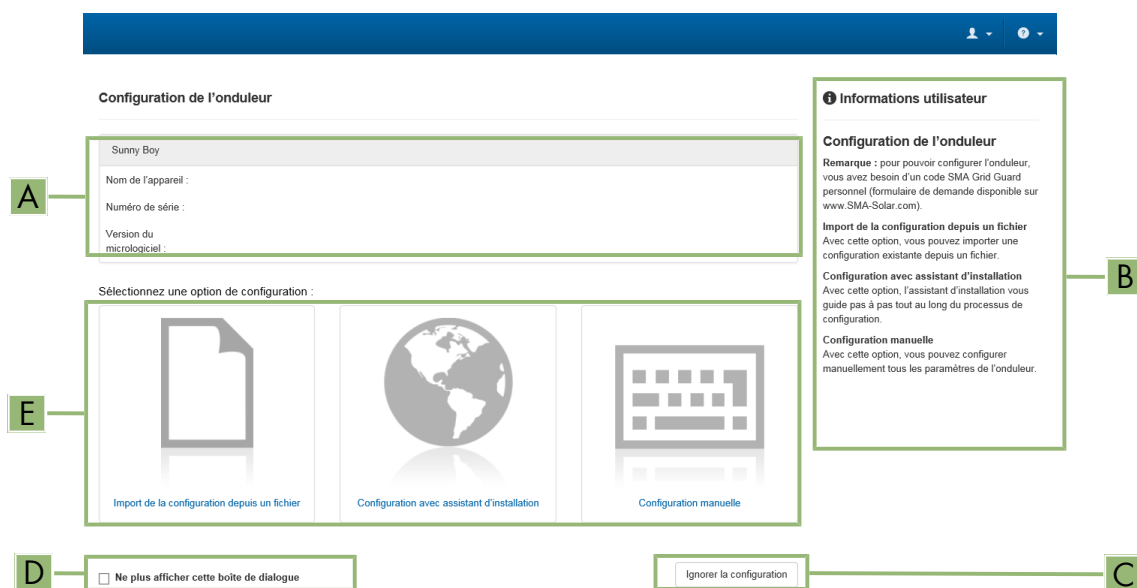 Configuration de l'onduleur
Sunny Boy
Nom de l'appareil :
Numéro de série :
Version du
micrologiciel :
A
Sélectionnez une option de configuration :
Import de la configuration depuis un fichier
Configuration avec assistant d'installation
Configuration manuelle
E
Ne plus afficher cette boîte de dialogue
D
Ignorer la configuration
C
Informations utilisateur
Configuration de l'onduleur
Remarque : pour pouvoir configurer l'onduleur,
vous avez besoin d'un code SMA Grid Guard
personnel (formulaire de demande disponible sur
www.SMA-Solar.com).
Import de la configuration depuis un fichier
Avec cette option, vous pouvez importer une
configuration existante depuis un fichier.
Configuration avec assistant d'installation
Avec cette option, l'assistant d'installation vous
guide pas à pas tout au long du processus de
configuration.
Configuration manuelle
Avec cette option, vous pouvez configurer
manuellement tous les paramètres de l'onduleur.
B